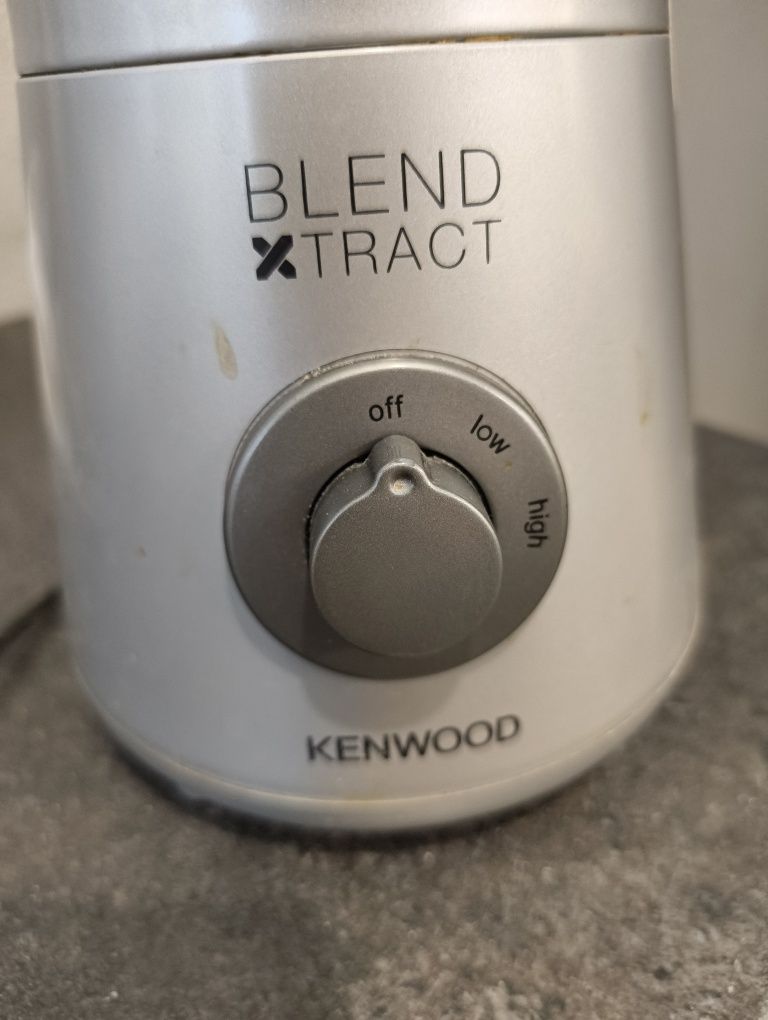 BLEND
XTRACT
off
low
high
KENWOOD